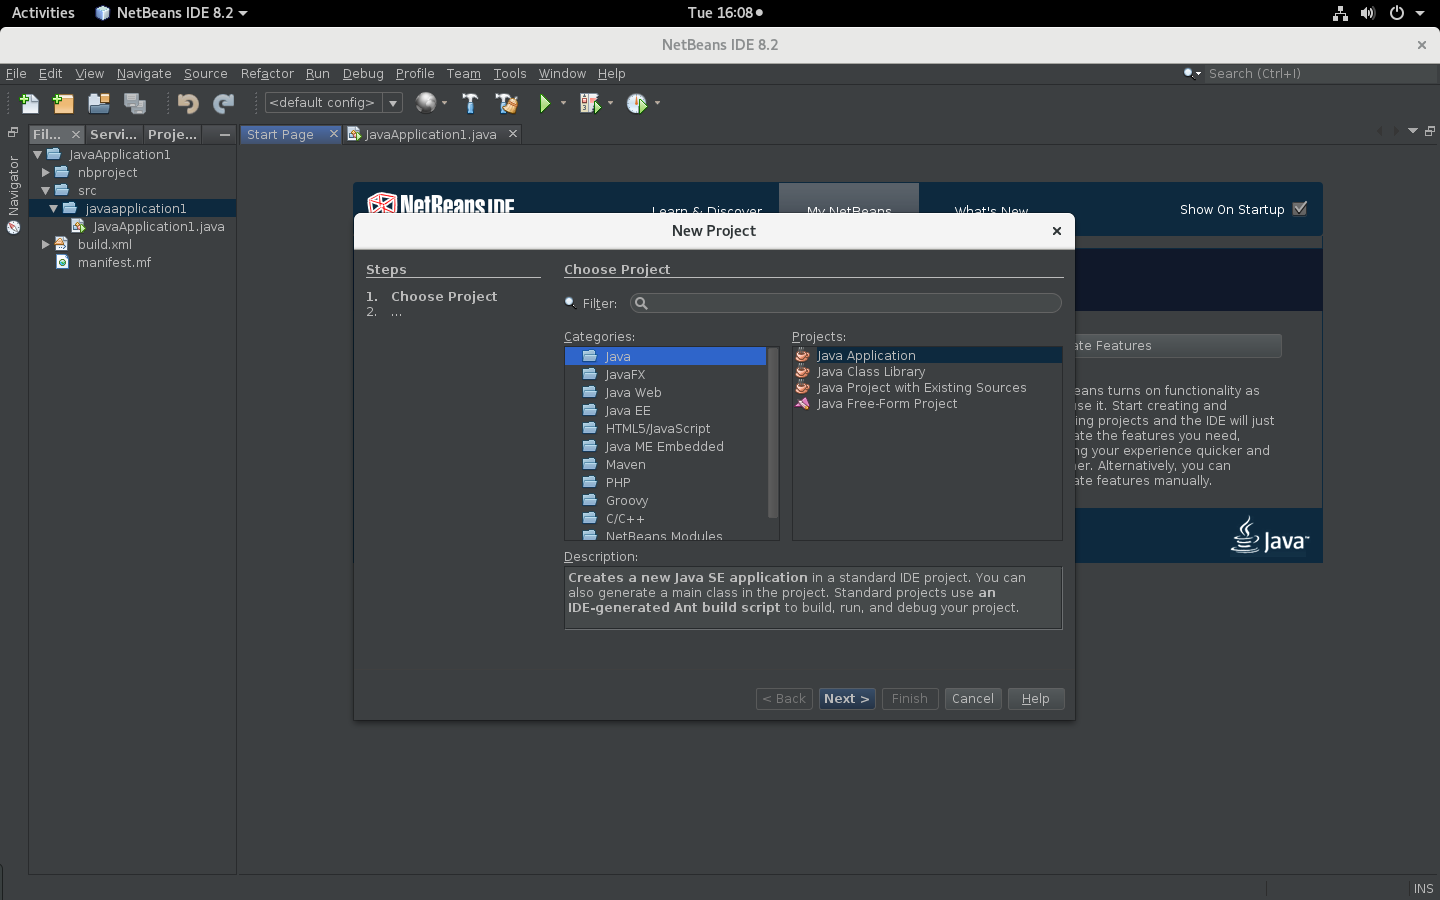 Activities
NetBeans IDE 8.2
Tue 16:08
NetBeans IDE 8.2
File Edit View Navigate Source Refactor Run Debug Profile Team Tools Window Help
Search (Ctrl+I)
<default config>
Fil...
Servi...
Proje...
Start Page
JavaApplication1.java
Navigator
JavaApplication1
nbproject
src
javaapplication1
JavaApplication1.java
build.xml
manifest.mf
NetBeans IDE
Learn & Discover
My NetBeans
What's New
Show On Startup
New Project
Steps
1. Choose Project
2. ...
Choose Project
Filter:
Categories:
Java
JavaFX
Java Web
Java EE
HTML5/JavaScript
Java ME Embedded
Maven
PHP
Groovy
C/C++
NetBeans Modules
Projects:
Java Application
Java Class Library
Java Project with Existing Sources
Java Free-Form Project
Description:
Creates a new Java SE application in a standard IDE project. You can
also generate a main class in the project. Standard projects use an
IDE-generated Ant build script to build, run, and debug your project.
< Back
Next >
Finish
Cancel
Help
Features
turns on functionality as
use it. Start creating and
projects and the IDE will just
the features you need,
your experience quicker and
Alternatively, you can
features manually.
Java
INS